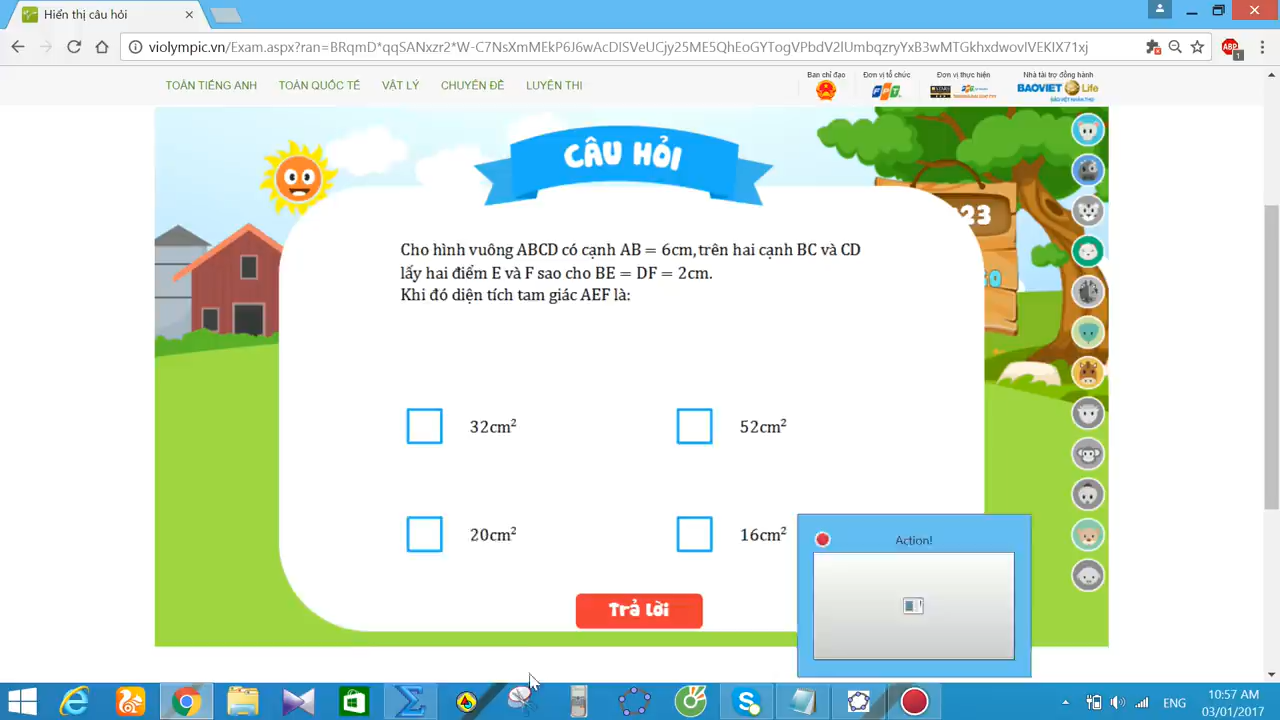 Hiển thị câu hỏi
violympic.vn/Exam.aspx?ran=BRqmD*qqSANxzr2*W-C7NsXmMEkP6J6wAcDISVeUCjy25ME5QhEoGYTogVPbdV2lUmbqzryYxB3wMTGkhxdwovIVEKIX71xj
ABP
1
TOÁN TIẾNG ANH
TOÁN QUỐC TẾ
VẬT LÝ
CHUYÊN ĐỀ
LUYỆN THI
Ban chỉ đạo
Đơn vị tổ chức
Đơn vị thực hiện
Nhà tài trợ đồng hành
FPT
BAOVIET Life
CÂU HỎI
23
Cho hình vuông ABCD có cạnh AB = 6cm, trên hai cạnh BC và CD
lấy hai điểm E và F sao cho BE = DF = 2cm.
Khi đó diện tích tam giác AEF là:
32cm²
52cm²
20cm²
16cm²
Action!
Trả lời
ENG
10:57 AM
03/01/2017